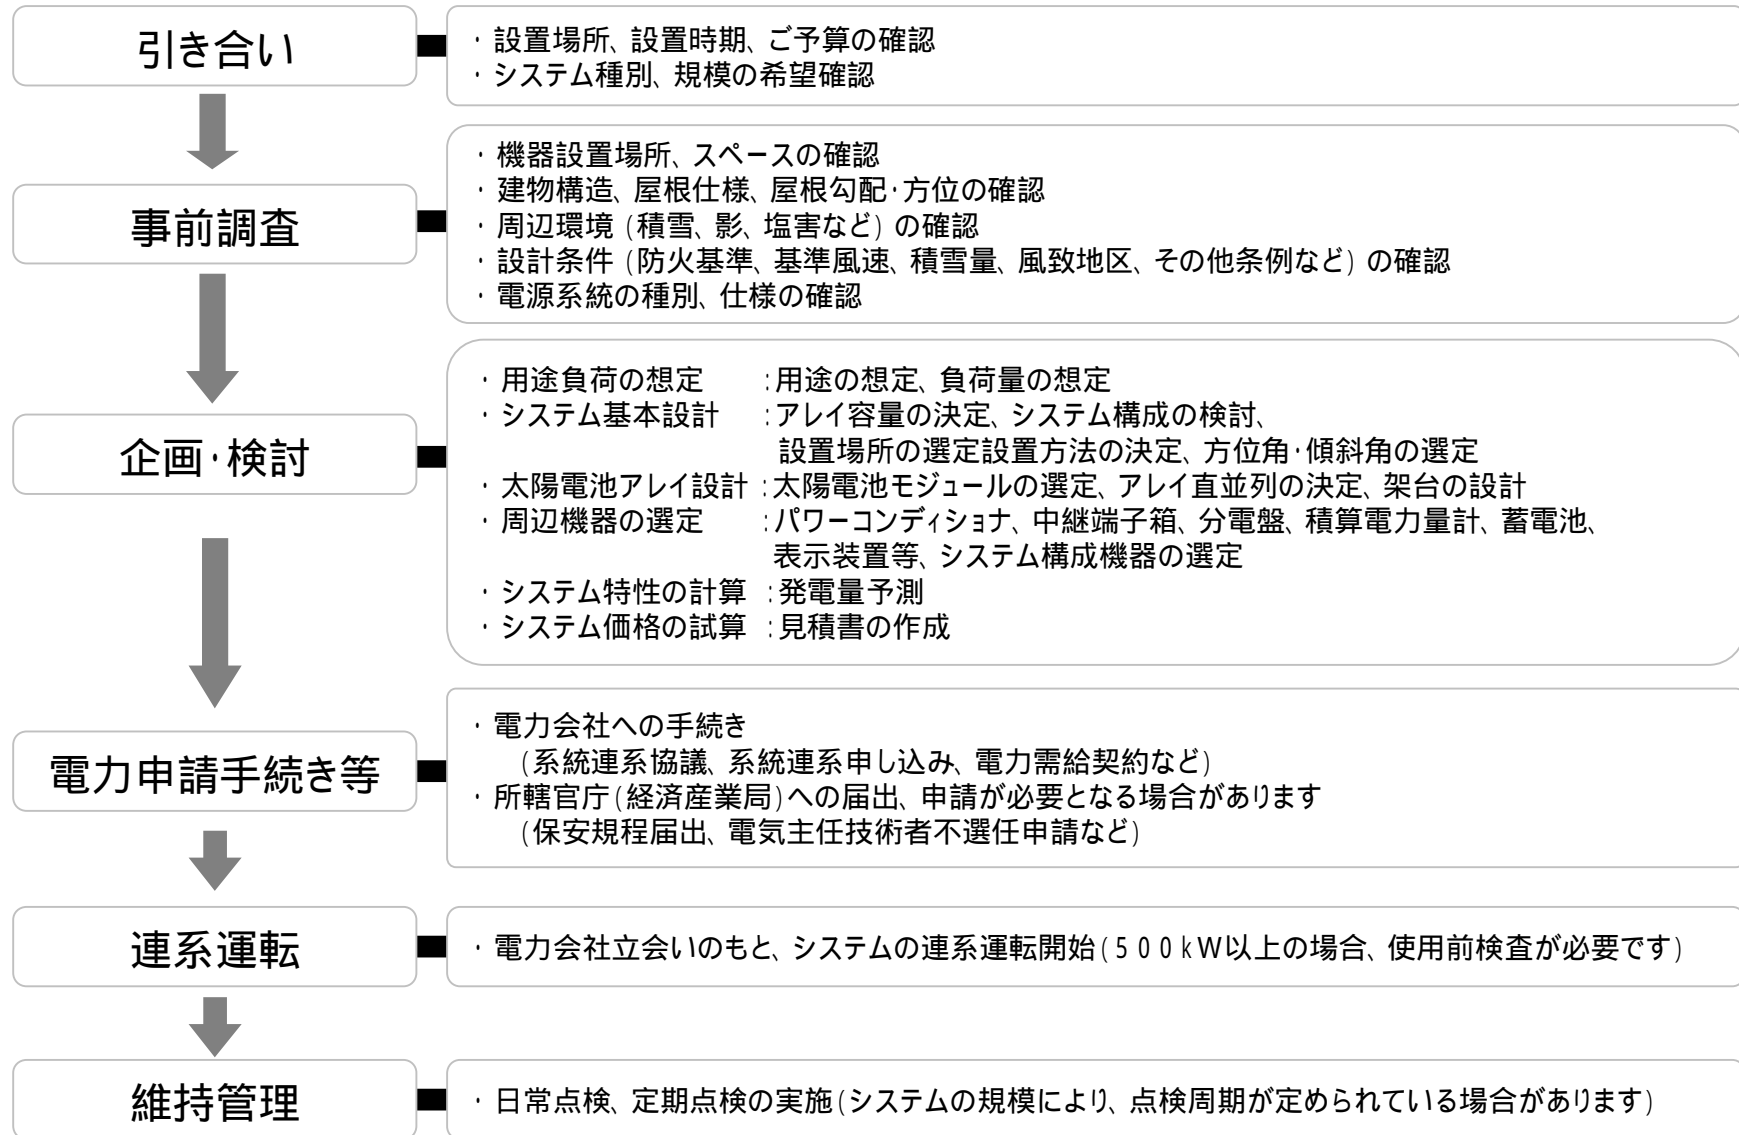 引き合い
・設置場所、設置時期、ご予算の確認
・システム種別、規模の希望確認
事前調査
・機器設置場所、スペースの確認
・建物構造、屋根仕様、屋根勾配・方位の確認
・周辺環境(積雪、影、塩害など)の確認
・設計条件(防火基準、基準風速、積雪量、風致地区、その他条例など)の確認
・電源系統の種別、仕様の確認
企画・検討
・用途負荷の想定 :用途の想定、負荷量の想定
・システム基本設計 :アレイ容量の決定、システム構成の検討、
設置場所の選定設置方法の決定、方位角・傾斜角の選定
・太陽電池アレイ設計 :太陽電池モジュールの選定、アレイ直並列の決定、架台の設計
・周辺機器の選定 :パワーコンディショナ、中継端子箱、分電盤、積算電力量計、蓄電池、
表示装置等、システム構成機器の選定
・システム特性の計算 :発電量予測
・システム価格の試算 :見積書の作成
電力申請手続き等
・電力会社への手続き
(系統連系協議、系統連系申し込み、電力需給契約など)
・所轄官庁(経済産業局)への届出、申請が必要となる場合があります
(保安規程届出、電気主任技術者不選任申請など)
連系運転
・電力会社立会いのもと、システムの連系運転開始(500kW以上の場合、使用前検査が必要です)
維持管理
・日常点検、定期点検の実施(システムの規模により、点検周期が定められている場合があります)